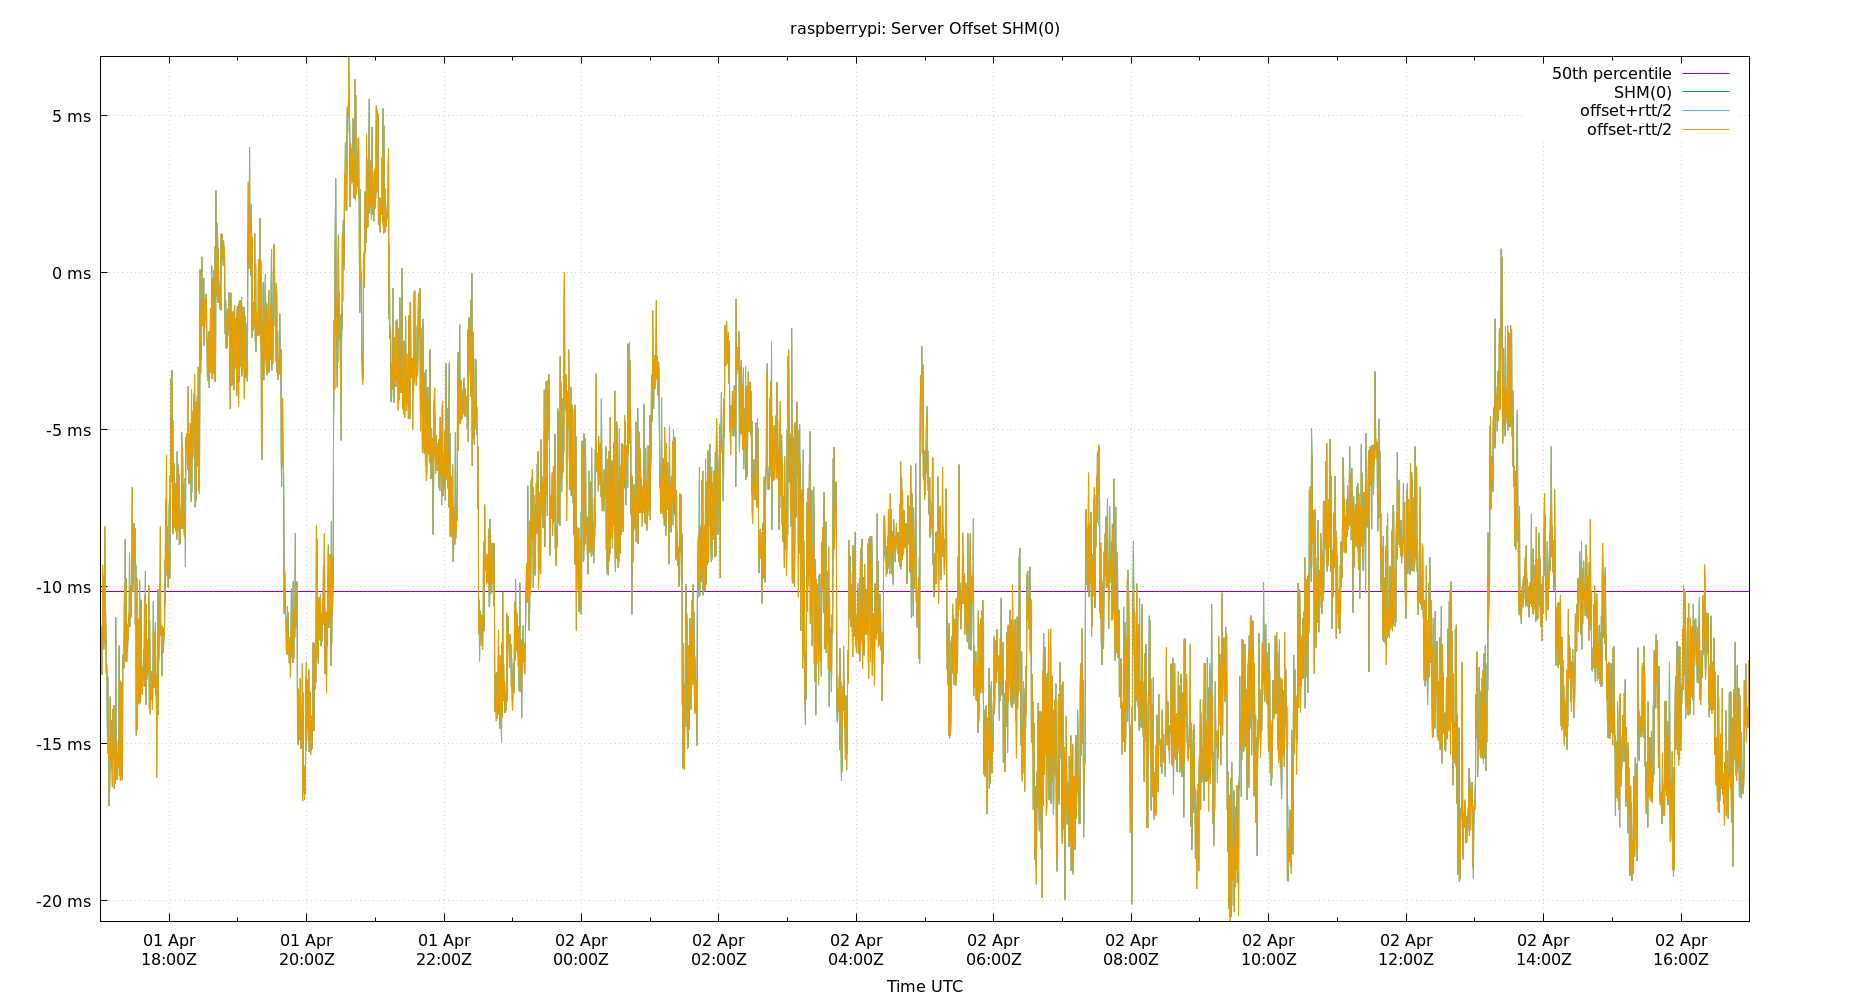 raspberrypi: Server Offset SHM(0)
50th percentile
SHM(0)
offset+rtt/2
offset-rtt/2
5 ms
0 ms
-5 ms
-10 ms
-15 ms
-20 ms
01 Apr 01 Apr 01 Apr 02 Apr 02 Apr 02 Apr 02 Apr 02 Apr 02 Apr 02 Apr 02 Apr 02 Apr
18:00Z 20:00Z 22:00Z 00:00Z 02:00Z 04:00Z 06:00Z 08:00Z 10:00Z 12:00Z 14:00Z 16:00Z
Time UTC